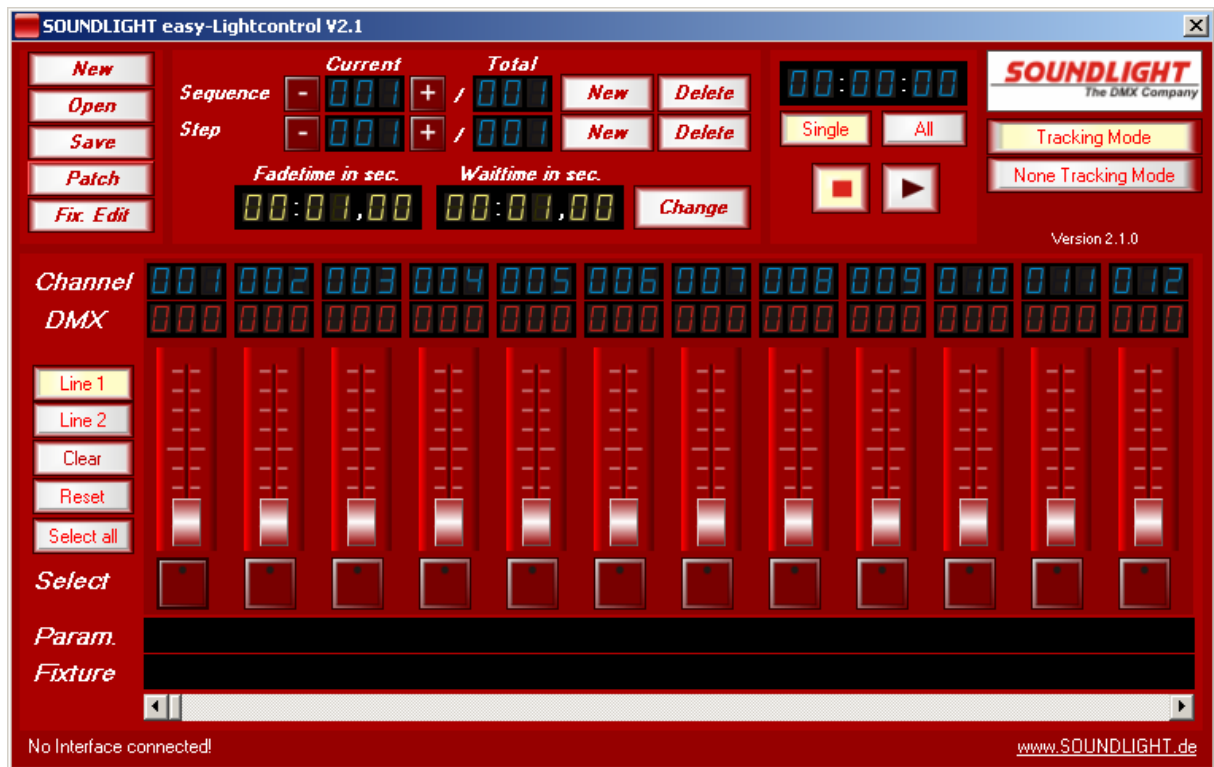 SOUNDLIGHT easy-Lightcontrol V2.1
New
Open
Save
Patch
Fix. Edit
Current Total
Sequence - 001 + / 001 New Delete
Step - 001 + / 001 New Delete
Fadetime in sec. Waittime in sec.
00:01,00 00:01,00 Change
00:00:00
Single All
SOUNDLIGHT
The DMX Company
Tracking Mode
None Tracking Mode
Version 2.1.0
Channel 001 002 003 004 005 006 007 008 009 010 011 012
DMX 000 000 000 000 000 000 000 000 000 000 000 000
Line 1
Line 2
Clear
Reset
Select all
Select
Param.
Fixture
No Interface connected! www.SOUNDLIGHT.de